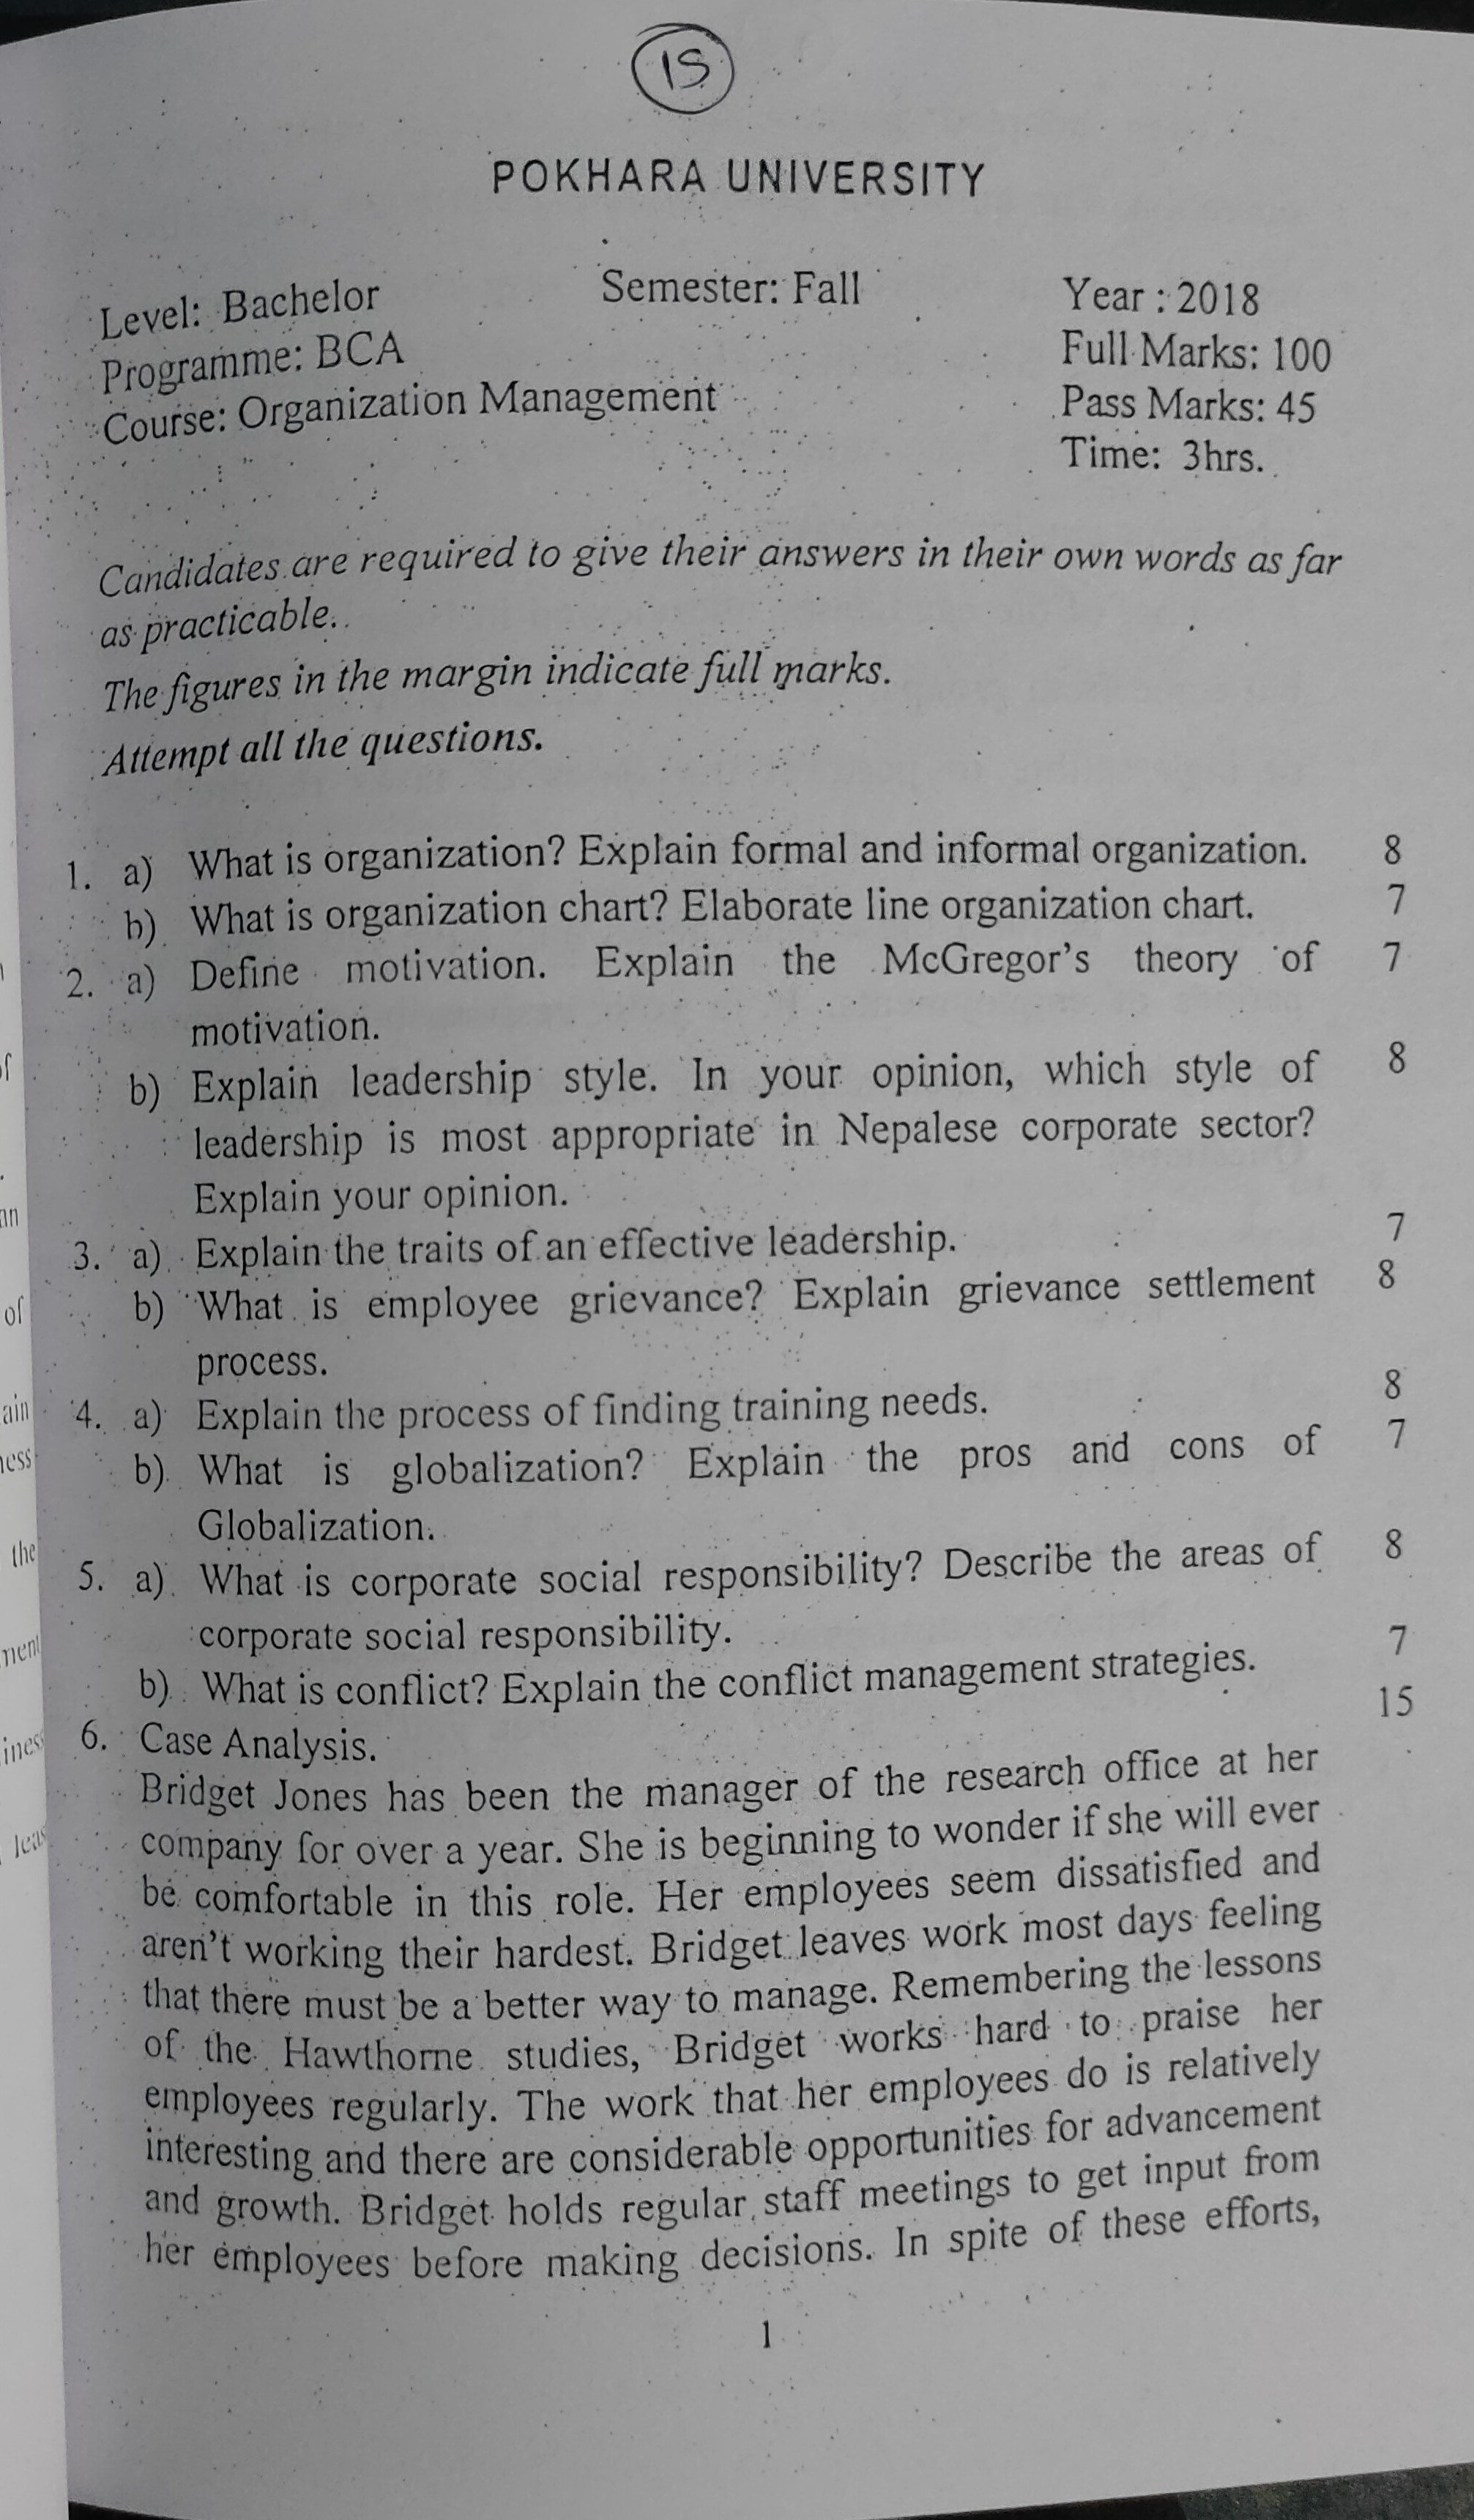 15
POKHARA UNIVERSITY
Level: Bachelor Semester: Fall Year : 2018
Programme: BCA Full Marks: 100
Course: Organization Management Pass Marks: 45
Time: 3hrs.
Candidates are required to give their answers in their own words as far
as practicable.
The figures in the margin indicate full marks.
Attempt all the questions.
1. a) What is organization? Explain formal and informal organization. 8
b) What is organization chart? Elaborate line organization chart. 7
2. a) Define motivation. Explain the McGregor's theory of 7
motivation.
b) Explain leadership style. In your opinion, which style of 8
leadership is most appropriate in Nepalese corporate sector?
Explain your opinion.
3. a) Explain the traits of an effective leadership. 7
b) What is employee grievance? Explain grievance settlement 8
process.
4. a) Explain the process of finding training needs. 8
b) What is globalization? Explain the pros and cons of 7
Globalization.
5. a) What is corporate social responsibility? Describe the areas of 8
corporate social responsibility.
b) What is conflict? Explain the conflict management strategies. 7
6. Case Analysis. 15
Bridget Jones has been the manager of the research office at her
company for over a year. She is beginning to wonder if she will ever
be comfortable in this role. Her employees seem dissatisfied and
aren't working their hardest. Bridget leaves work most days feeling
that there must be a better way to manage. Remembering the lessons
of the Hawthorne studies, Bridget works hard to praise her
employees regularly. The work that her employees do is relatively
interesting and there are considerable opportunities for advancement
and growth. Bridget holds regular staff meetings to get input from
her employees before making decisions. In spite of these efforts,
1